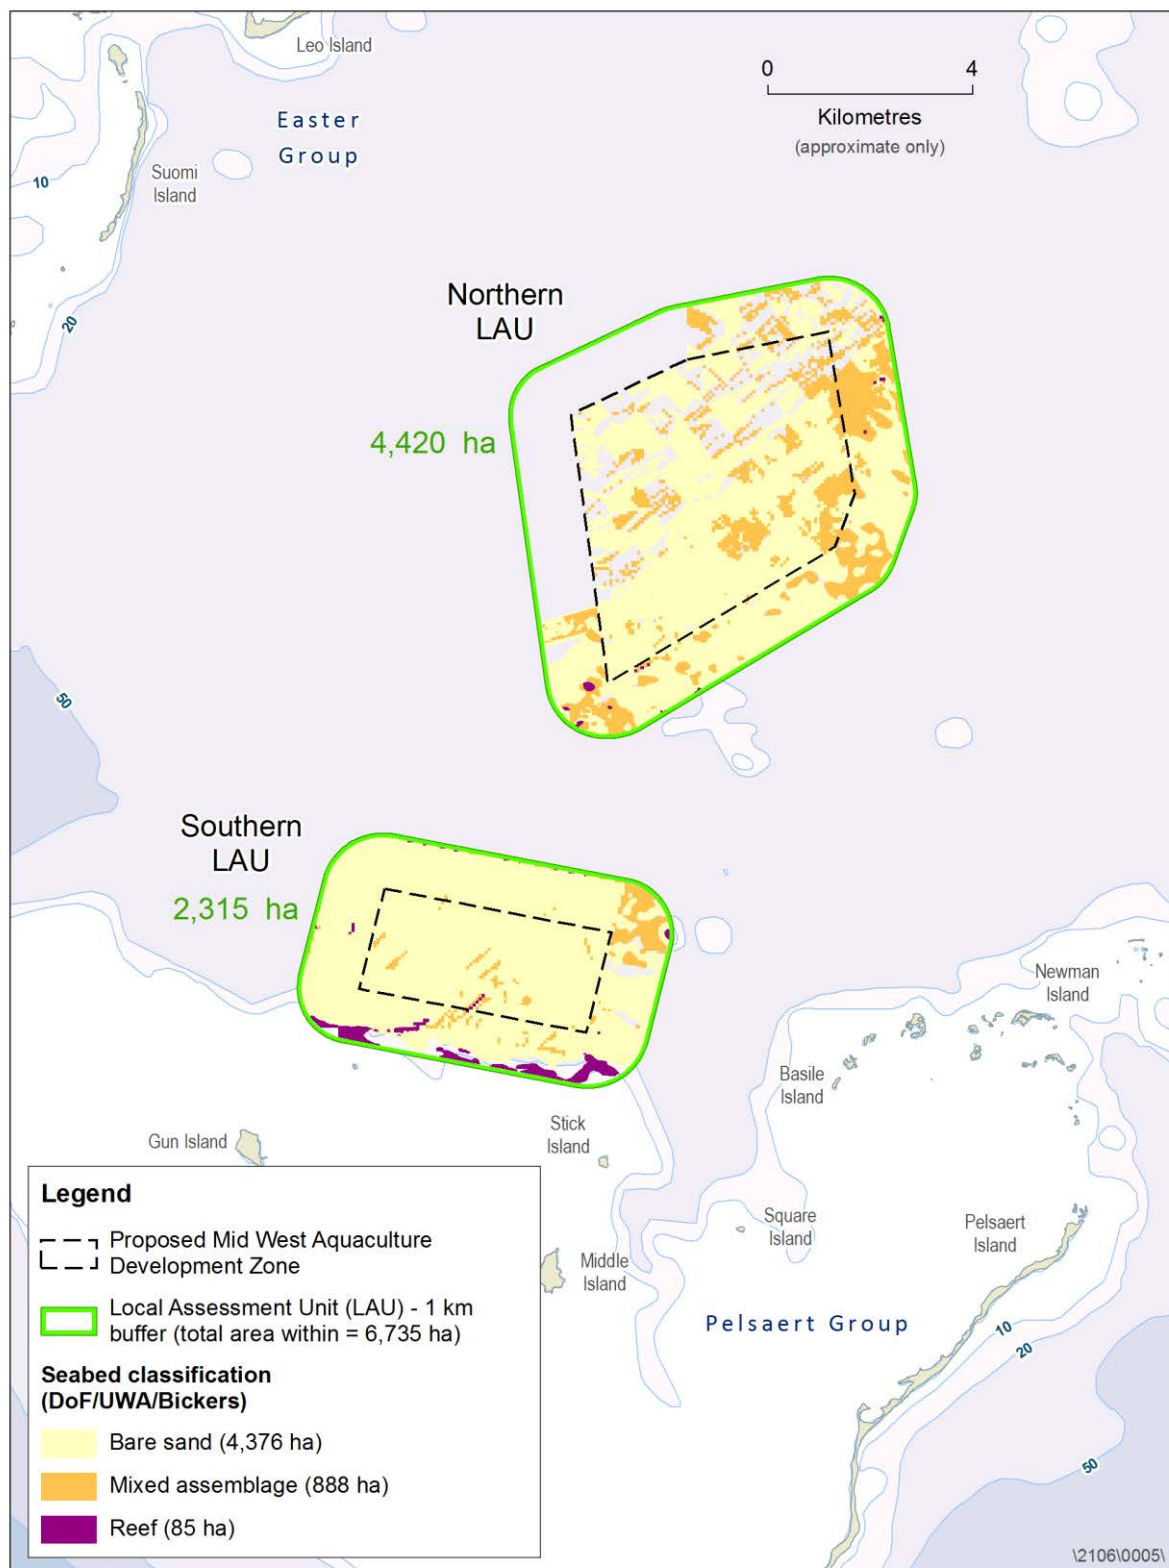 Leo Island
0 4
Kilometres
(approximate only)
Easter
Group
10
Suomi
Island
20
Northern
LAU
4,420 ha
50
Southern
LAU
2,315 ha
Newman
Island
Basile
Island
Stick
Island
Gun Island
Square
Island
Pelsaert
Island
Middle
Island
Pelsaert Group
10
20
50
Legend
Proposed Mid West Aquaculture
Development Zone
Local Assessment Unit (LAU) - 1 km
buffer (total area within = 6,735 ha)
Seabed classification
(DoF/UWA/Bickers)
Bare sand (4,376 ha)
Mixed assemblage (888 ha)
Reef (85 ha)
\2106\0005\